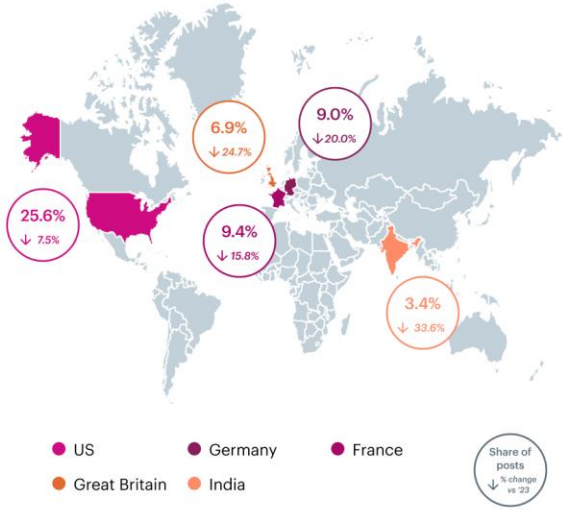 9.0%
↓ 20.0%
6.9%
↓ 24.7%
25.6%
↓ 7.5%
9.4%
↓ 15.8%
3.4%
↓ 33.6%
US
Germany
France
Great Britain
India
Share of
posts
↓ % change
vs '23